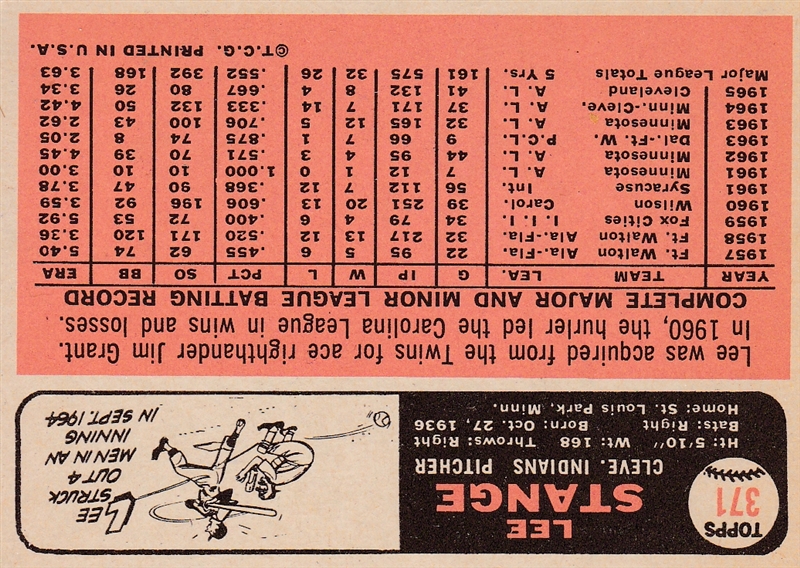 371
TOPPS
LEE
STANGE
CLEVE. INDIANS PITCHER
Ht: 5'10" Wt: 168 Throws: Right
Bats: Right Born: Oct. 27, 1936
Home: St. Louis Park, Minn.
LEE
STRUCK
OUT 4
MEN IN AN
INNING
IN SEPT. 1964
Lee was acquired from the Twins for ace righthander Jim Grant.
In 1960, the hurler led the Carolina League in wins and losses.
COMPLETE MAJOR AND MINOR LEAGUE BATTING RECORD
YEAR TEAM LEA. G IP W L PCT SO BB ERA
1957 Ft. Walton Ala.-Fla. 22 95 5 6 .455 62 74 5.40
1958 Ft. Walton Ala.-Fla. 32 217 13 12 .520 171 120 3.36
1959 Fox Cities I. I. I. 34 79 4 6 .400 72 53 5.92
1960 Wilson Carol. 39 251 20 13 .606 196 92 3.59
1961 Syracuse Int. 56 112 7 12 .368 90 47 3.78
1961 Minnesota A. L. 7 12 1 0 1.000 10 10 3.00
1962 Minnesota A. L. 44 95 4 3 .571 70 39 4.45
1963 Dal.-Ft. W. P.C.L. 9 66 7 1 .875 74 8 2.05
1963 Minnesota A. L. 32 165 12 5 .706 100 43 2.62
1964 Minn.-Cleve. A. L. 37 171 7 14 .333 132 50 4.42
1965 Cleveland A. L. 41 132 8 4 .667 80 26 3.34
Major League Totals 5 Yrs. 161 575 32 26 .552 392 168 3.63
©T.C.G. PRINTED IN U.S.A.